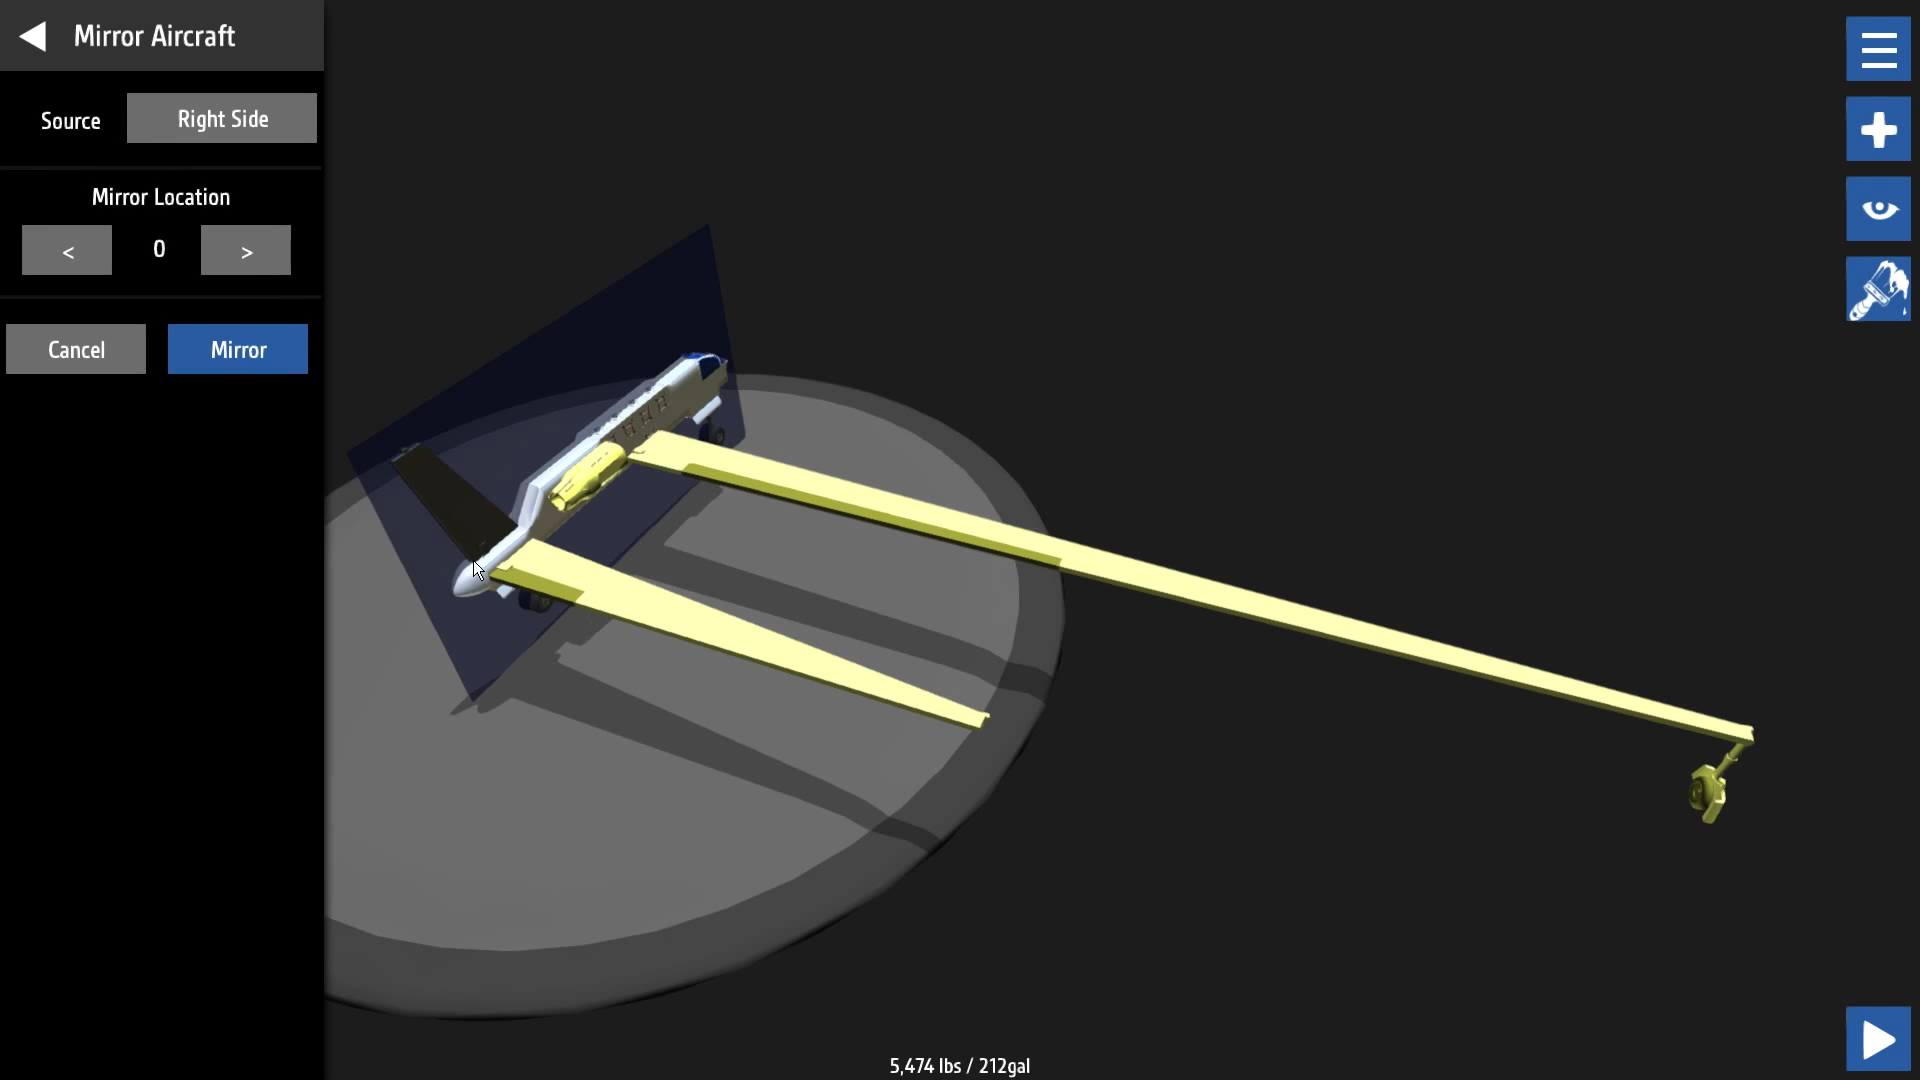 Mirror Aircraft
Source
Right Side
Mirror Location
< 0 >
Cancel
Mirror
5,474 lbs / 212gal